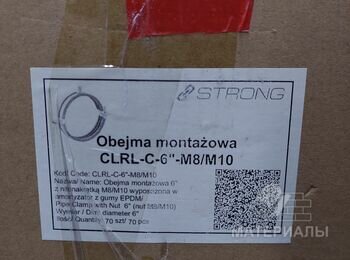 STRONG
Obejma montażowa
CLRL-C-6"-M8/M10
Kod/ Code: CLRL-C-6"-M8/M10
Nazwa/ Name: Obejma montażowa 6"
z nitonakrętką M8/M10 wyposażona w
amortyzator z gumy EPDM/
Pipe Clamp with Nut 6" (nut M8/M10)
Wymiar / Dim: diameter 6"
Ilość/ Quantity: 70 szt/ 70 pcs
МАТЕРИАЛЫ